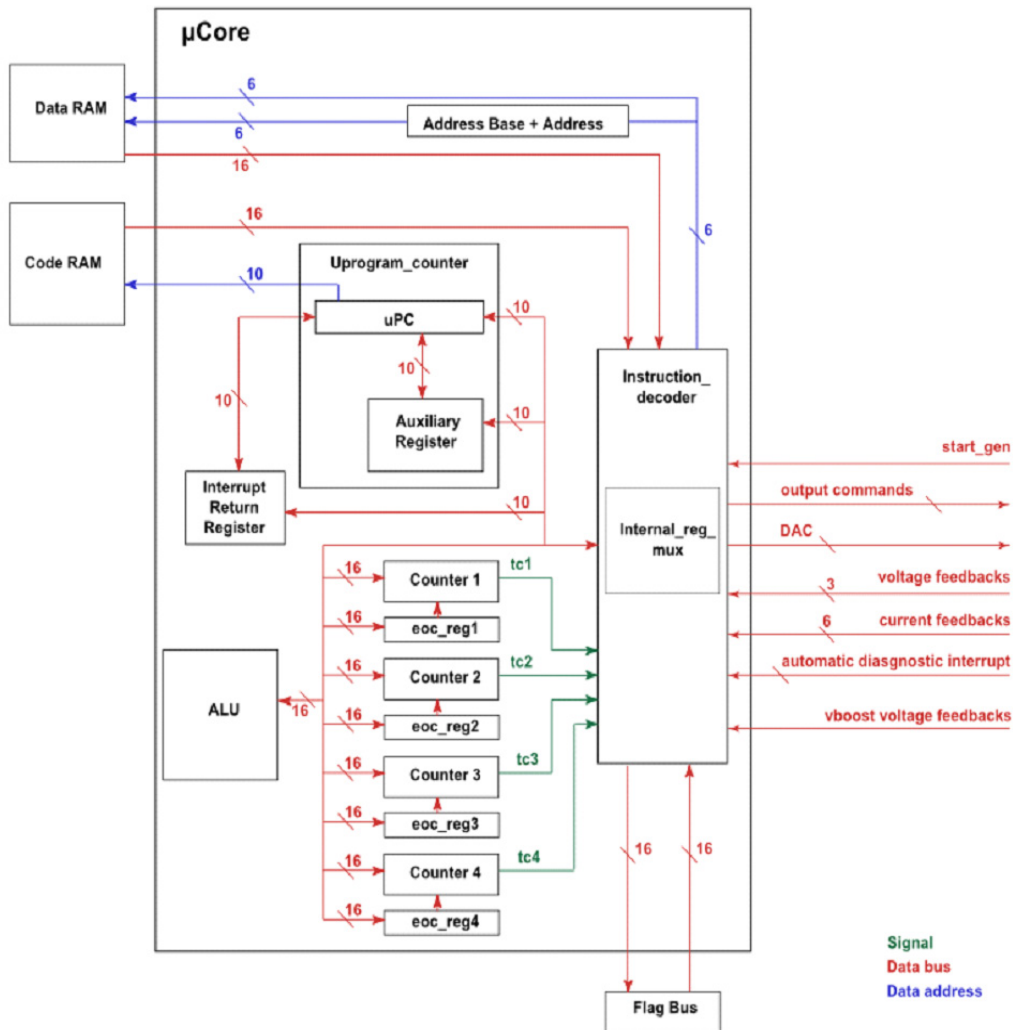 µCore
Data RAM
6
Address Base + Address
6
16
6
Code RAM
16
10
Uprogram_counter
uPC
10
10
10
Auxiliary
Register
10
Interrupt
Return
Register
10
Instruction_
decoder
Internal_reg_
mux
start_gen
output commands
DAC
3
voltage feedbacks
6
current feedbacks
automatic diasgnostic interrupt
vboost voltage feedbacks
ALU
16
16
Counter 1
tc1
16
eoc_reg1
16
Counter 2
tc2
16
eoc_reg2
16
Counter 3
tc3
16
eoc_reg3
16
Counter 4
tc4
16
eoc_reg4
16
16
Flag Bus
Signal
Data bus
Data address